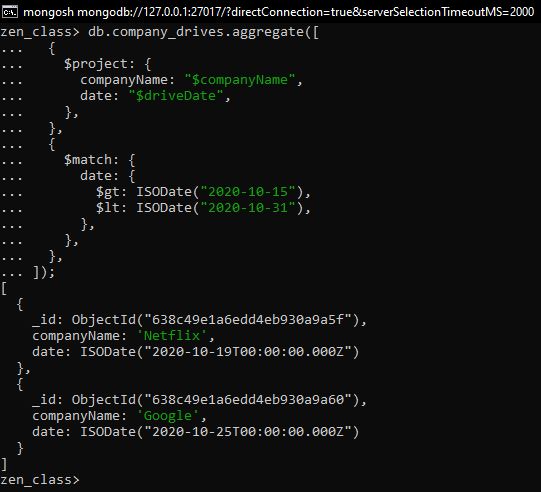 mongosh mongodb://127.0.0.1:27017/?directConnection=true&serverSelectionTimeoutMS=2000
zen_class> db.company_drives.aggregate([
...   {
...     $project: {
...       companyName: "$companyName",
...       date: "$driveDate",
...     },
...   },
...   {
...     $match: {
...       date: {
...         $gt: ISODate("2020-10-15"),
...         $lt: ISODate("2020-10-31"),
...       },
...     },
...   },
... ]);
[
  {
    _id: ObjectId("638c49e1a6edd4eb930a9a5f"),
    companyName: 'Netflix',
    date: ISODate("2020-10-19T00:00:00.000Z")
  },
  {
    _id: ObjectId("638c49e1a6edd4eb930a9a60"),
    companyName: 'Google',
    date: ISODate("2020-10-25T00:00:00.000Z")
  }
]
zen_class>